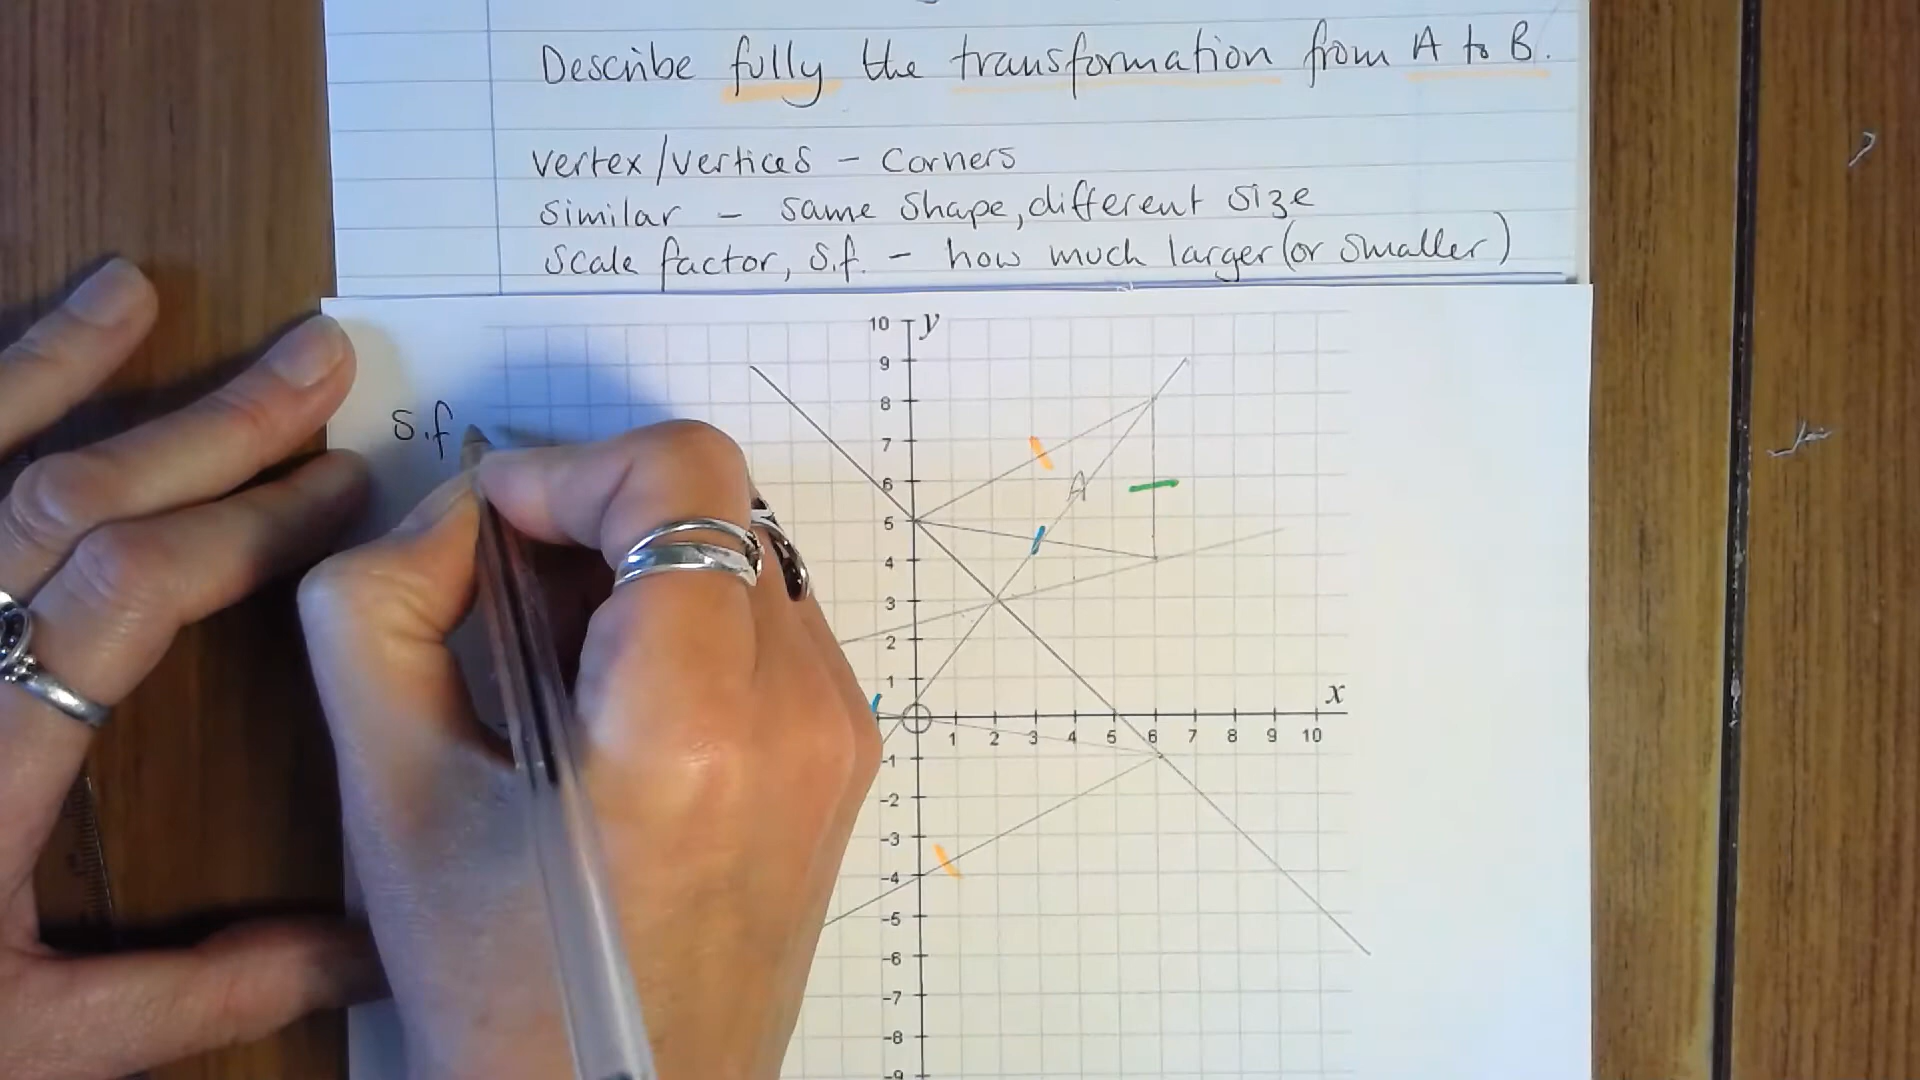 Describe fully the transformation from A to B.
vertex/vertices – corners
similar – same shape, different size
scale factor, s.f. – how much larger (or smaller)
10 y
9
s.f
8
7
6
A
5
4
3
2
1
x
1 2 3 4 5 6 7 8 9 10
-1
-2
-3
-4
-5
-6
-7
-8
-9